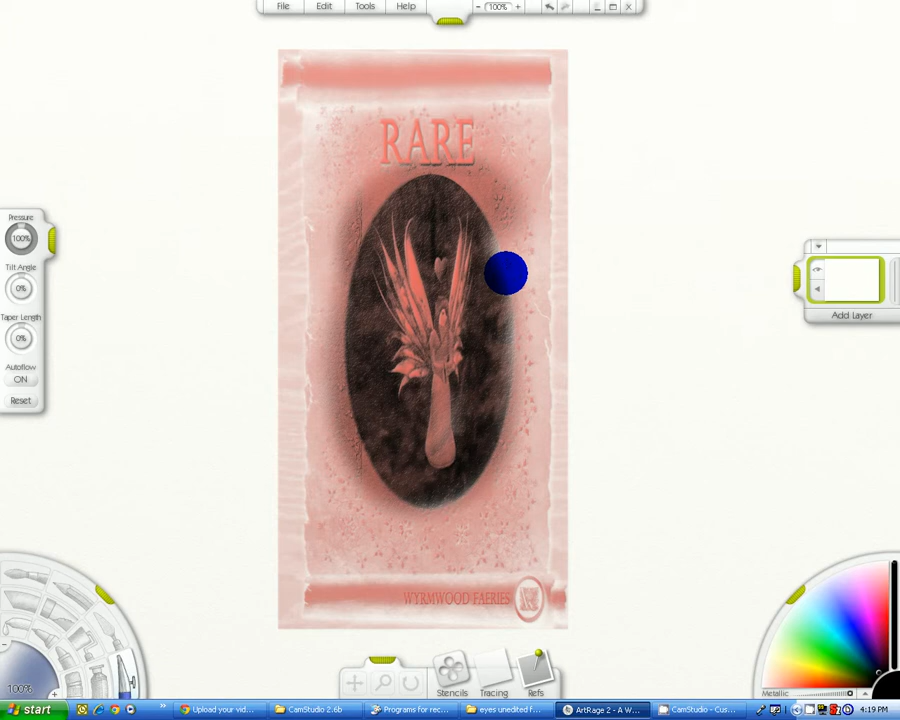 File Edit Tools Help - 100% +
RARE
Pressure
100%
Tilt Angle
0%
Taper Length
0%
Autoflow
ON
Reset
Add Layer
WYRMWOOD FAERIES
100%
Stencils Tracing Refs
Metallic
start
Upload your vid...
CamStudio 2.6b
Programs for rec...
eyes unedited f...
ArtRage 2 - A W...
CamStudio - Cus...
4:19 PM